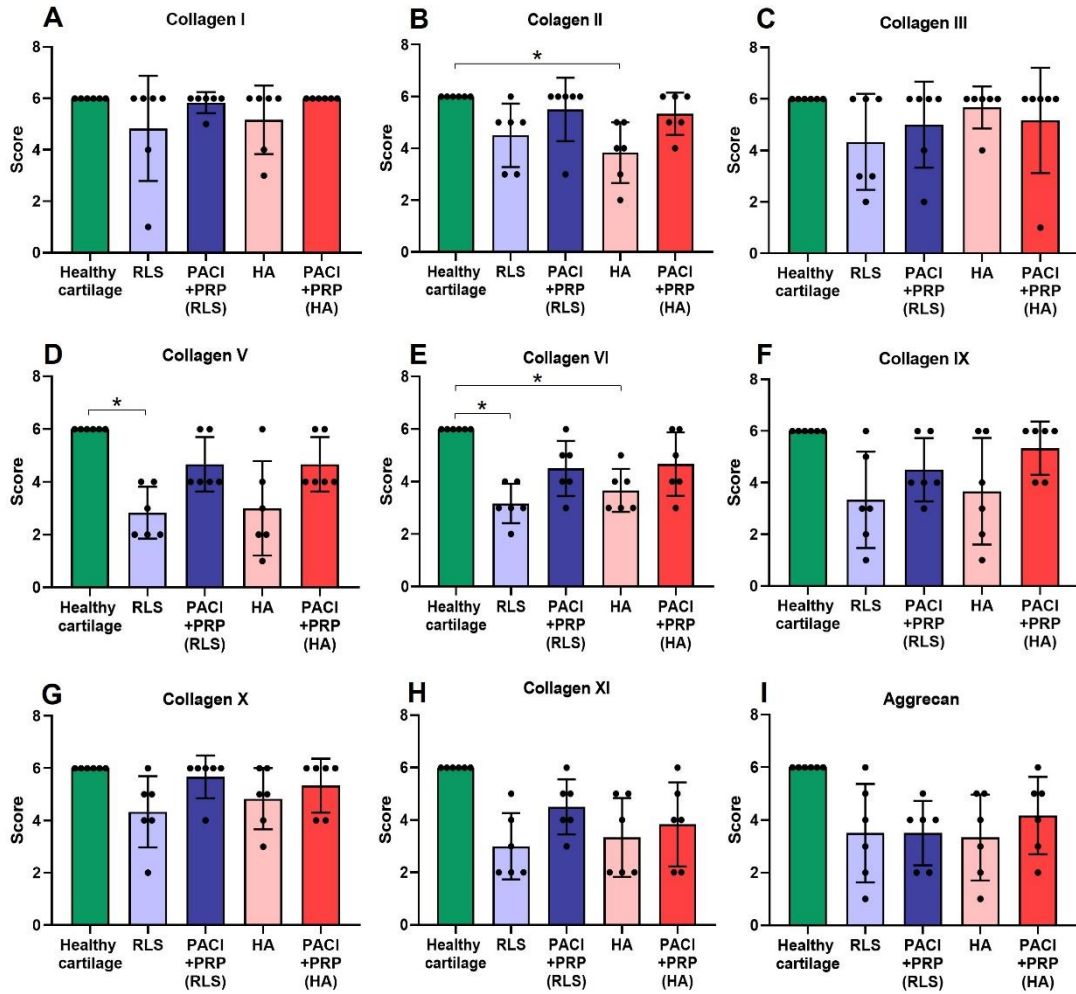 A
Collagen I
Score
8
6
4
2
0
Healthy
cartilage
RLS
PACI
+PRP
(RLS)
HA
PACI
+PRP
(HA)
B
Colagen II
*
Score
8
6
4
2
0
Healthy
cartilage
RLS
PACI
+PRP
(RLS)
HA
PACI
+PRP
(HA)
C
Collagen III
Score
8
6
4
2
0
Healthy
cartilage
RLS
PACI
+PRP
(RLS)
HA
PACI
+PRP
(HA)
D
Collagen V
*
Score
8
6
4
2
0
Healthy
cartilage
RLS
PACI
+PRP
(RLS)
HA
PACI
+PRP
(HA)
E
Collagen VI
*
*
Score
8
6
4
2
0
Healthy
cartilage
RLS
PACI
+PRP
(RLS)
HA
PACI
+PRP
(HA)
F
Collagen IX
Score
8
6
4
2
0
Healthy
cartilage
RLS
PACI
+PRP
(RLS)
HA
PACI
+PRP
(HA)
G
Collagen X
Score
8
6
4
2
0
Healthy
cartilage
RLS
PACI
+PRP
(RLS)
HA
PACI
+PRP
(HA)
H
Collagen XI
Score
8
6
4
2
0
Healthy
cartilage
RLS
PACI
+PRP
(RLS)
HA
PACI
+PRP
(HA)
I
Aggrecan
Score
8
6
4
2
0
Healthy
cartilage
RLS
PACI
+PRP
(RLS)
HA
PACI
+PRP
(HA)